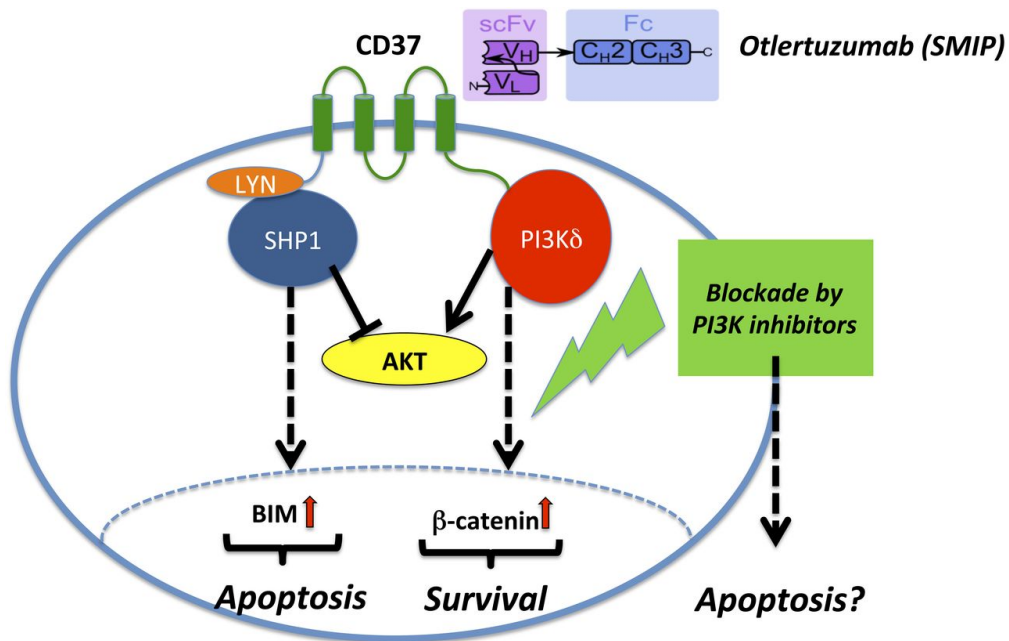 scFv
Fc
CD37
VH
CH2
CH3
C
Otlertuzumab (SMIP)
N
VL
LYN
SHP1
PI3Kδ
Blockade by
PI3K inhibitors
AKT
BIM
β-catenin
Apoptosis
Survival
Apoptosis?